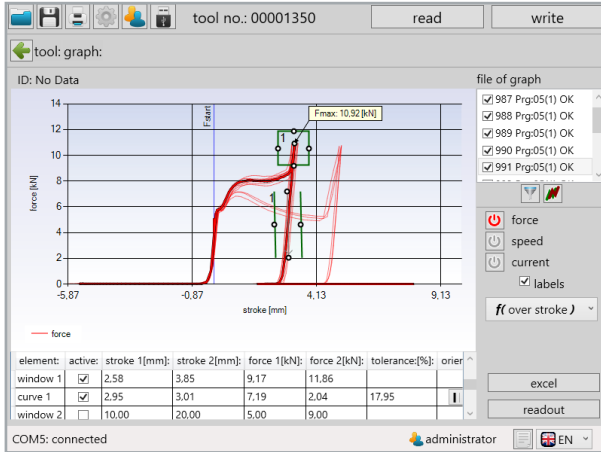 tool no.: 00001350
read
write
tool: graph:
ID: No Data
file of graph
987 Prg:05(1) OK
988 Prg:05(1) OK
989 Prg:05(1) OK
990 Prg:05(1) OK
991 Prg:05(1) OK
Fstart
Fmax: 10,92 [kN]
1
1
force [kN]
14
12
10
8
6
4
2
0
-5,87
-0,87
4,13
9,13
stroke [mm]
force
force
speed
current
labels
f( over stroke )
element: active: stroke 1[mm]: stroke 2[mm]: force 1[kN]: force 2[kN]: tolerance:[%]: orien
window 1 2,58 3,85 9,17 11,86
curve 1 2,95 3,01 7,19 2,04 17,95
window 2 10,00 20,00 5,00 9,00
excel
readout
COM5: connected
administrator
EN